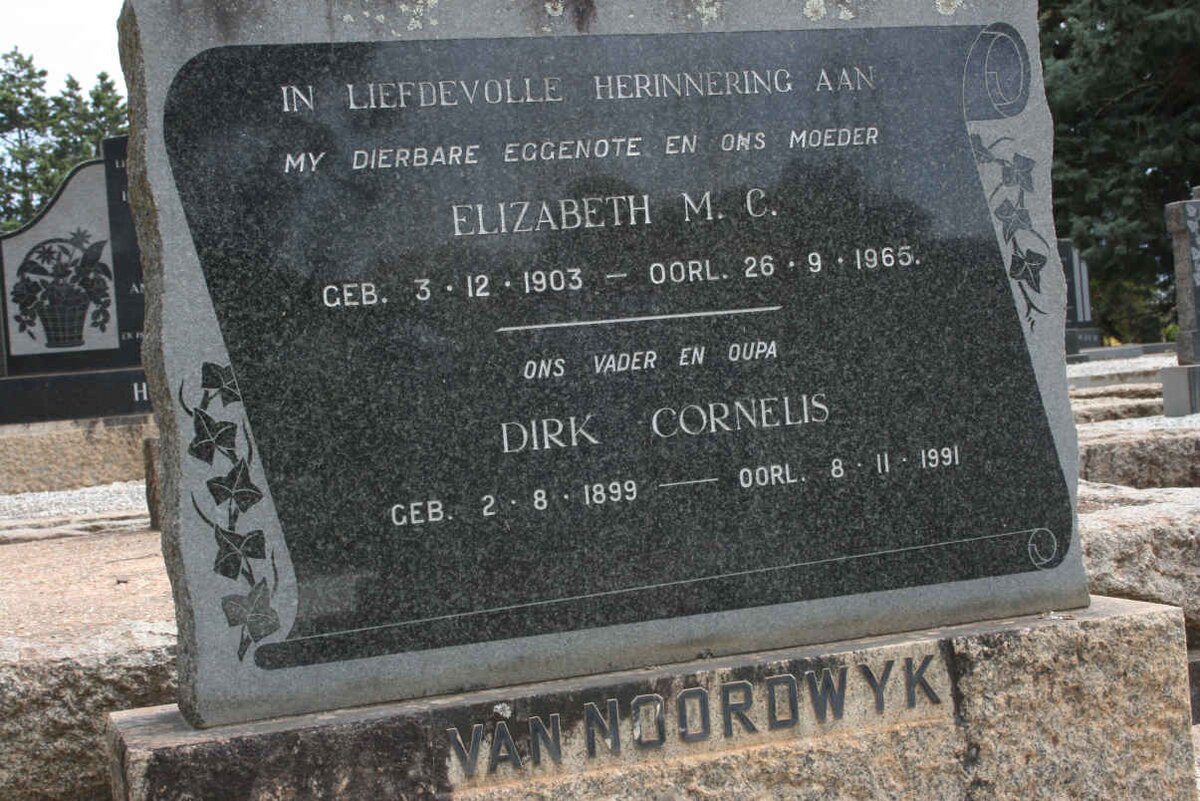 IN LIEFDEVOLLE HERINNERING AAN
MY DIERBARE EGGENOTE EN ONS MOEDER
ELIZABETH M. C.
GEB. 3 · 12 · 1903 — OORL. 26 · 9 · 1965.
ONS VADER EN OUPA
DIRK CORNELIS
GEB. 2 · 8 · 1899 — OORL. 8 · 11 · 1991
VAN NOORDWYK